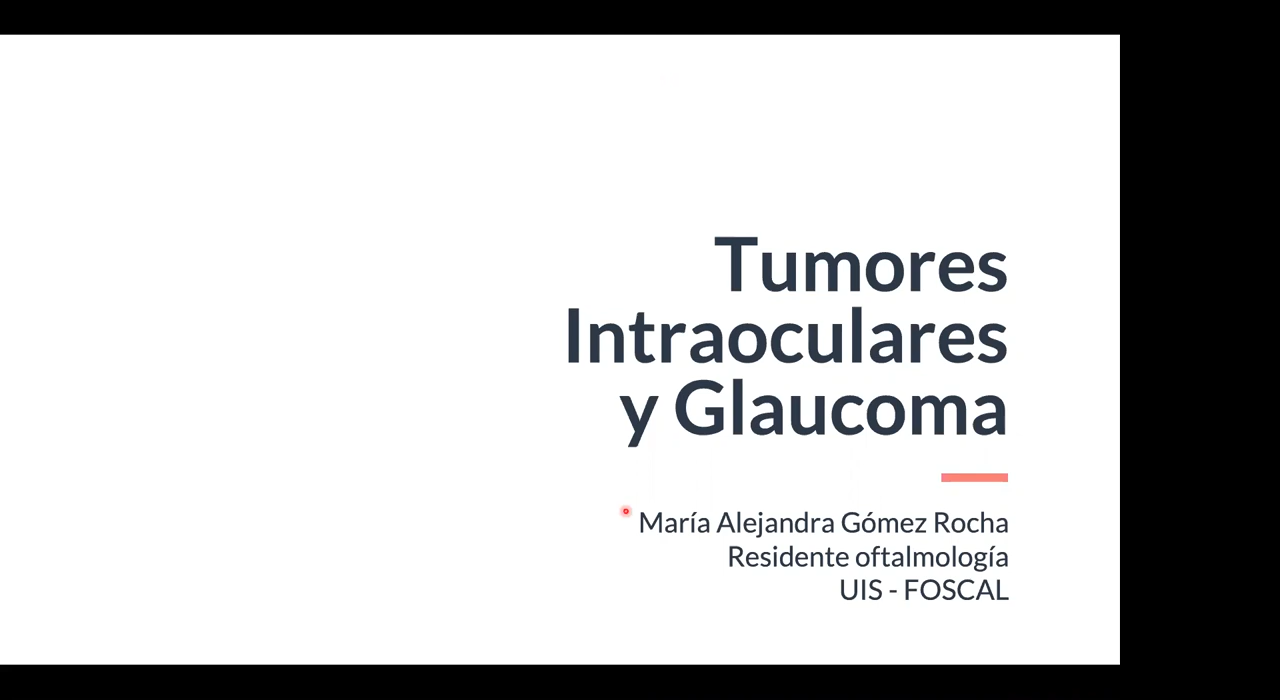 Tumores
Intraoculares
y Glaucoma
María Alejandra Gómez Rocha
Residente oftalmología
UIS - FOSCAL